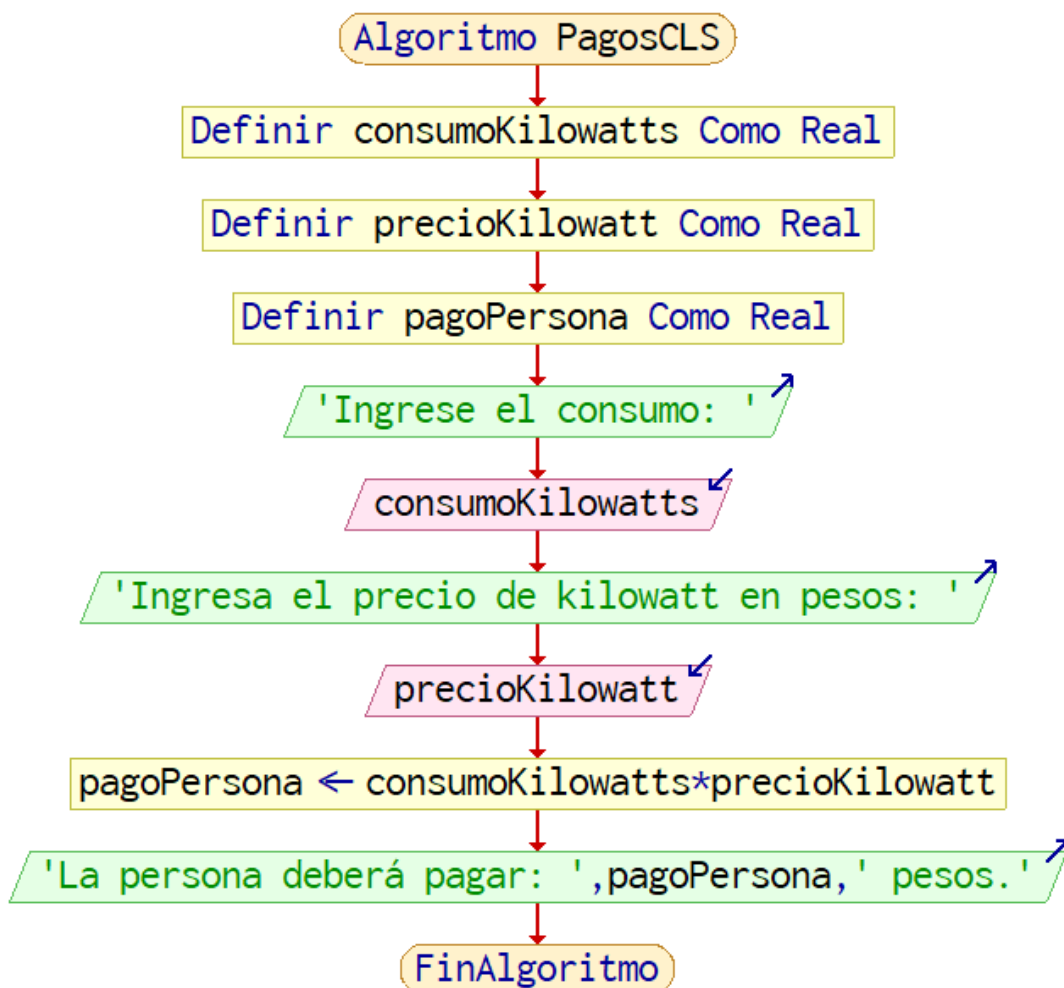 Algoritmo PagosCLS
Definir consumoKilowatts Como Real
Definir precioKilowatt Como Real
Definir pagoPersona Como Real
'Ingrese el consumo: '
consumoKilowatts
'Ingresa el precio de kilowatt en pesos: '
precioKilowatt
pagoPersona ← consumoKilowatts*precioKilowatt
'La persona deberá pagar: ',pagoPersona,' pesos.'
FinAlgoritmo